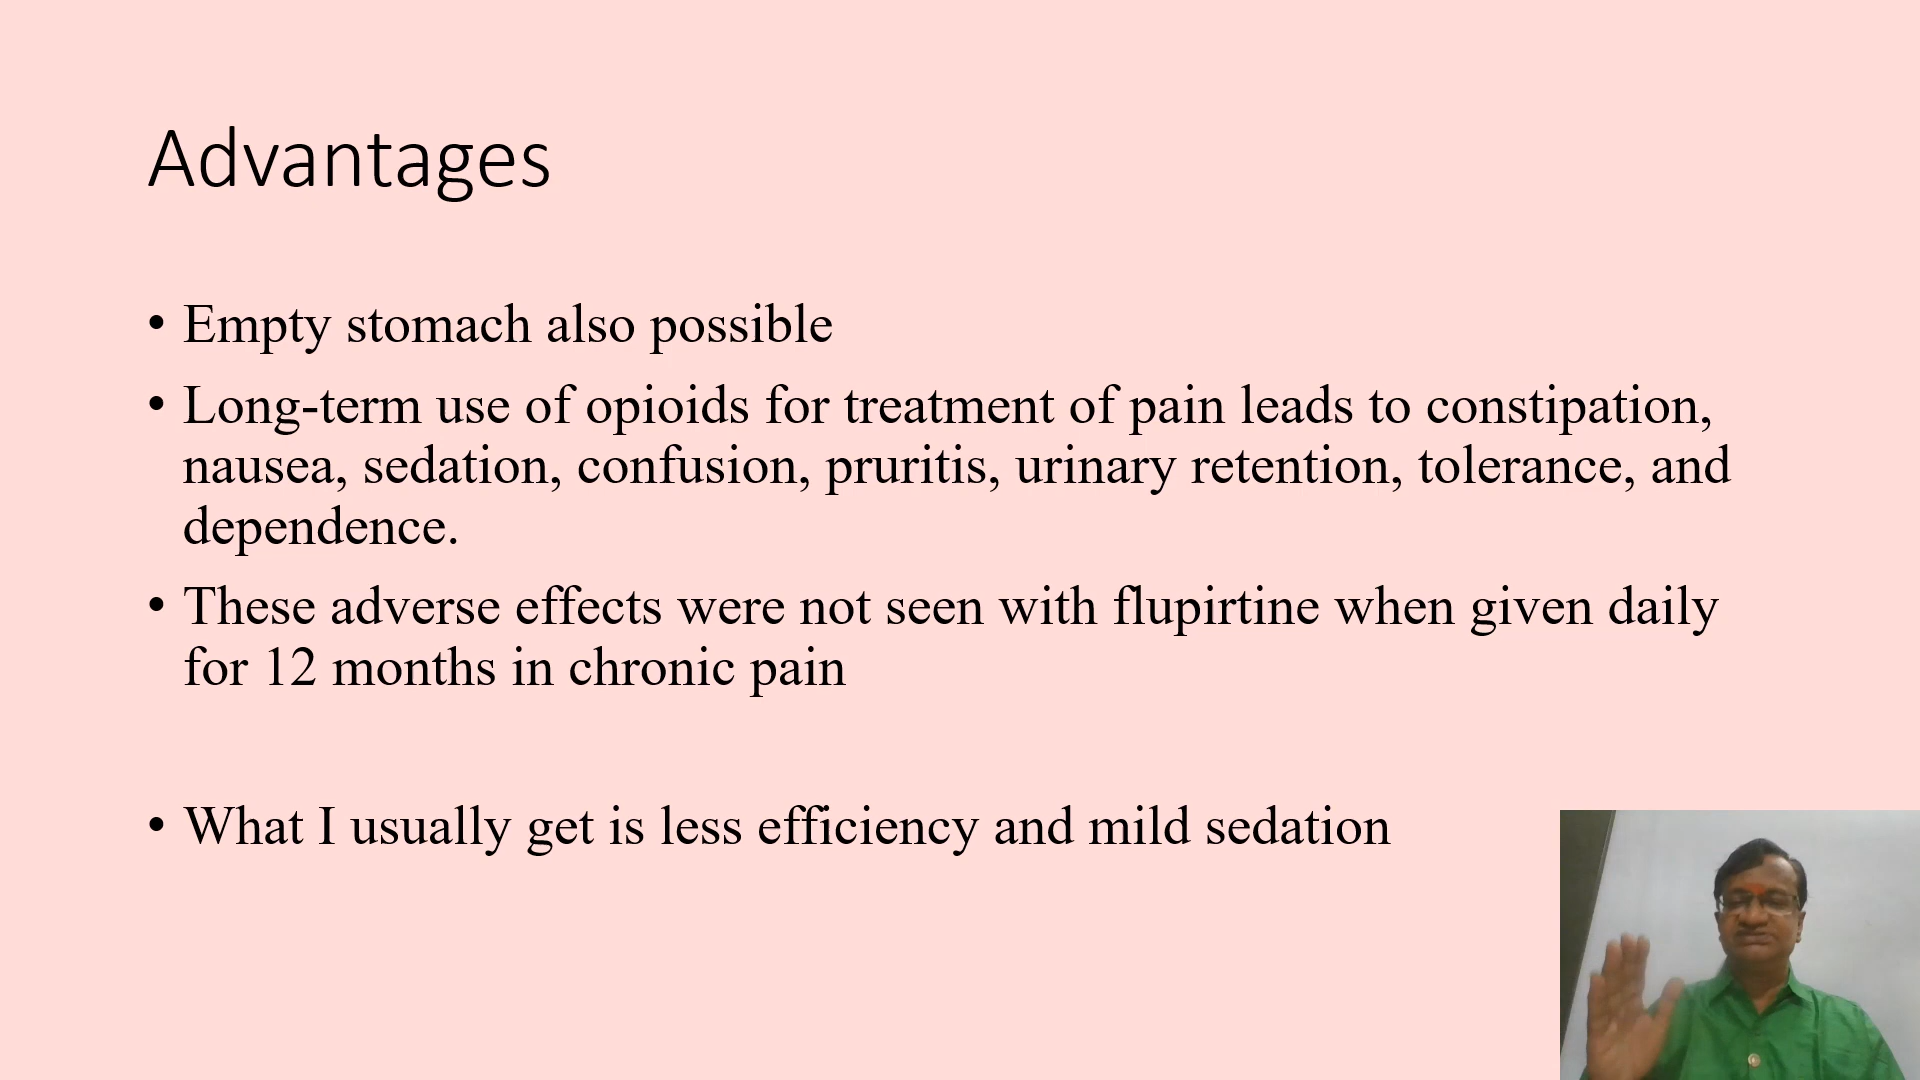 Advantages
• Empty stomach also possible
• Long-term use of opioids for treatment of pain leads to constipation,
nausea, sedation, confusion, pruritis, urinary retention, tolerance, and
dependence.
• These adverse effects were not seen with flupirtine when given daily
for 12 months in chronic pain
• What I usually get is less efficiency and mild sedation